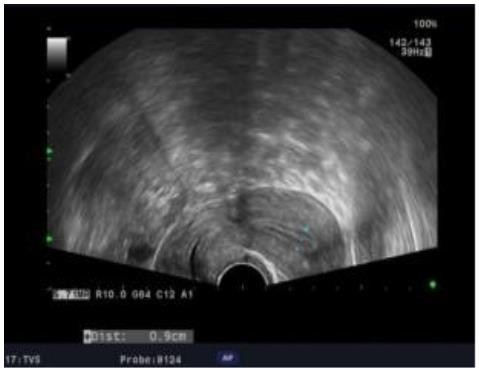 100%
142/143
39Hz
R10.0 G64 C12 A1
Dist: 0.9cm
17:TVS Probe:8124